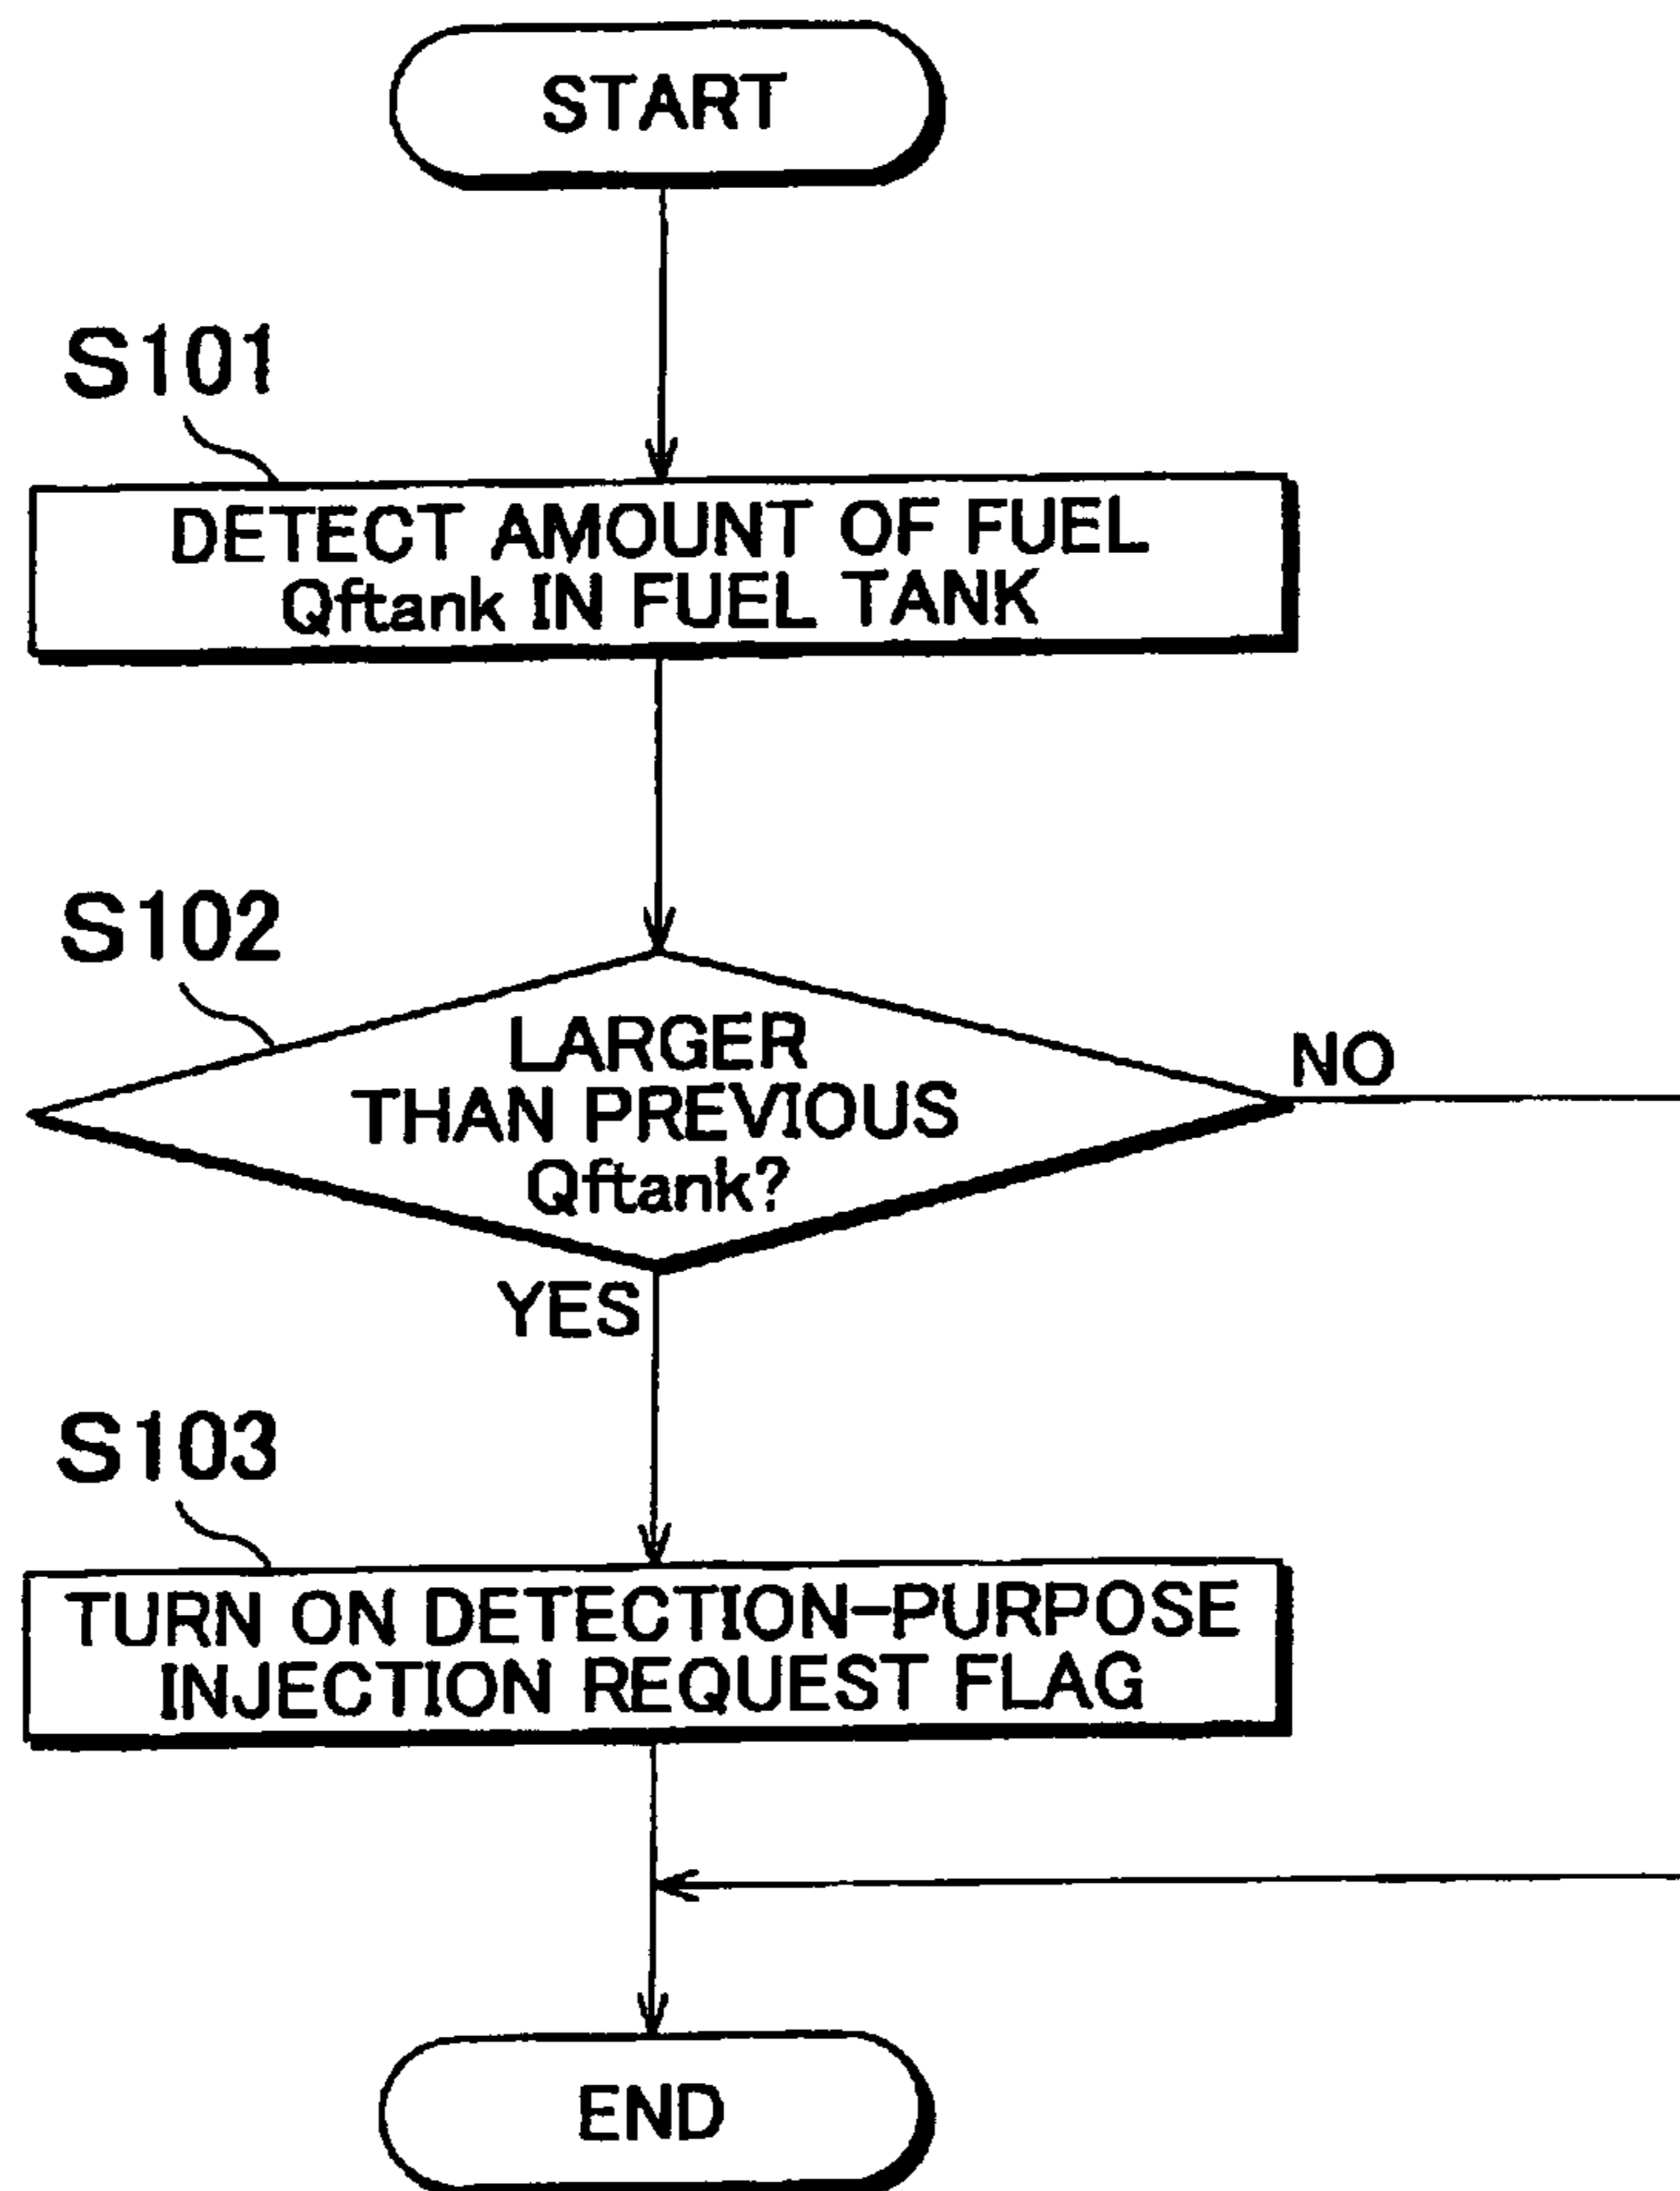 START
S101
DETECT AMOUNT OF FUEL
Qftank IN FUEL TANK
S102
LARGER
THAN PREVIOUS
Qftank?
NO
YES
S103
TURN ON DETECTION-PURPOSE
INJECTION REQUEST FLAG
END